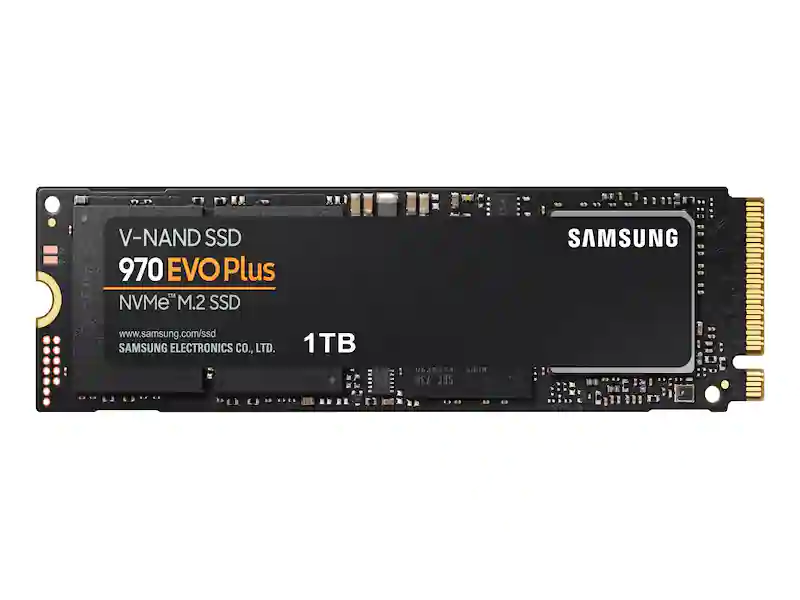 V-NAND SSD
SAMSUNG
970 EVO Plus
NVMe™ M.2 SSD
www.samsung.com/ssd
SAMSUNG ELECTRONICS CO., LTD.
1TB